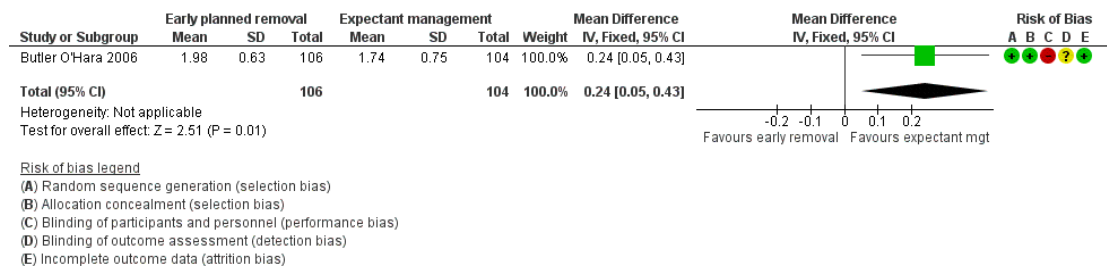 Early planned removal Expectant management Mean Difference Mean Difference Risk of Bias
Study or Subgroup Mean SD Total Mean SD Total Weight IV, Fixed, 95% CI IV, Fixed, 95% CI A B C D E
Butler O'Hara 2006 1.98 0.63 106 1.74 0.75 104 100.0% 0.24 [0.05, 0.43] + + - ? +
Total (95% CI) 106 104 100.0% 0.24 [0.05, 0.43]
Heterogeneity: Not applicable
Test for overall effect: Z = 2.51 (P = 0.01)
-0.2 -0.1 0 0.1 0.2
Favours early removal Favours expectant mgt
Risk of bias legend
(A) Random sequence generation (selection bias)
(B) Allocation concealment (selection bias)
(C) Blinding of participants and personnel (performance bias)
(D) Blinding of outcome assessment (detection bias)
(E) Incomplete outcome data (attrition bias)